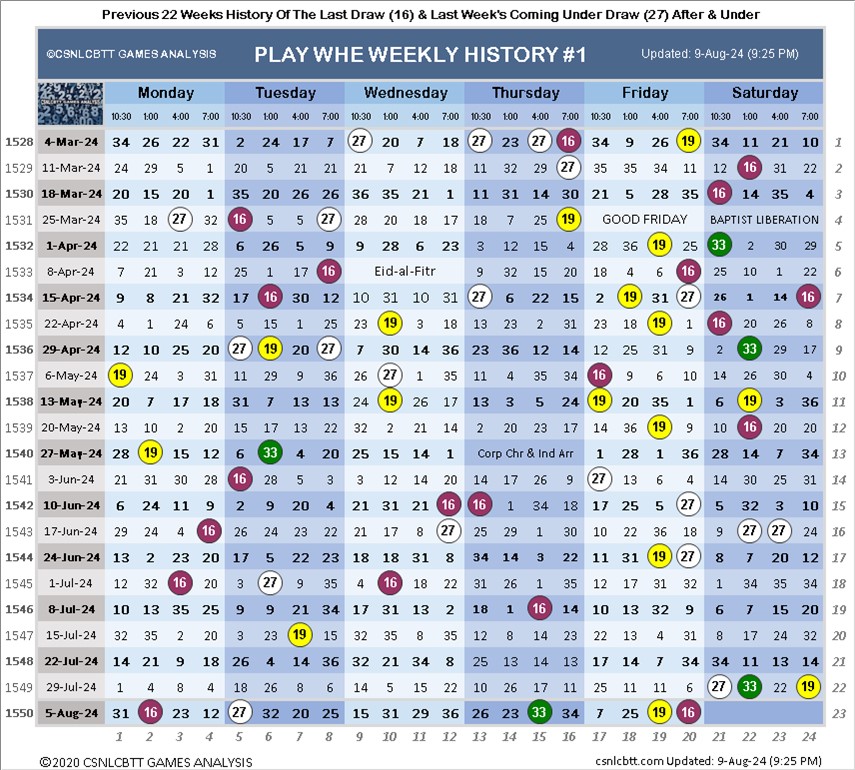 Previous 22 Weeks History Of The Last Draw (16) & Last Week's Coming Under Draw (27) After & Under
©CSNLCBTT GAMES ANALYSIS PLAY WHE WEEKLY HISTORY #1 Updated: 9-Aug-24 (9:25 PM)
Monday Tuesday Wednesday Thursday Friday Saturday
CSNLCBTT GAMES ANALYSIS 10:30 1:00 4:00 7:00 10:30 1:00 4:00 7:00 10:30 1:00 4:00 7:00 10:30 1:00 4:00 7:00 10:30 1:00 4:00 7:00 10:30 1:00 4:00 7:00
1528 4-Mar-24 34 26 22 31 2 24 17 7 27 20 7 18 27 23 27 16 34 9 26 19 34 11 21 10 1
1529 11-Mar-24 24 29 5 1 20 5 21 21 21 7 12 18 11 32 29 27 35 35 34 11 12 16 31 22 2
1530 18-Mar-24 20 15 20 1 35 20 26 26 36 35 21 1 11 31 14 30 21 5 28 35 16 14 35 4 3
1531 25-Mar-24 35 18 27 32 16 5 5 27 28 20 18 17 18 7 25 19 GOOD FRIDAY BAPTIST LIBERATION 4
1532 1-Apr-24 22 21 21 28 6 26 5 9 9 28 6 23 3 12 15 4 28 36 19 25 33 2 30 29 5
1533 8-Apr-24 7 21 3 12 25 1 17 16 Eid-al-Fitr 9 32 15 20 18 4 6 16 25 10 1 22 6
1534 15-Apr-24 9 8 21 32 17 16 30 12 10 31 10 31 27 6 22 15 2 19 31 27 26 1 14 16 7
1535 22-Apr-24 4 1 24 6 5 15 1 25 23 19 3 18 13 23 2 31 23 18 19 1 16 20 26 8 8
1536 29-Apr-24 12 10 25 20 27 19 20 27 7 30 14 36 23 36 12 14 12 25 31 9 2 33 29 17 9
1537 6-May-24 19 24 3 31 11 29 9 36 26 27 1 35 11 4 35 34 16 9 6 10 14 26 30 4 10
1538 13-May-24 20 7 17 18 31 7 13 13 24 19 26 17 13 3 5 24 19 20 35 1 6 19 3 36 11
1539 20-May-24 13 10 2 20 15 17 13 22 32 2 21 14 2 20 14 36 14 36 19 9 10 16 20 20 12
1540 27-May-24 28 19 15 12 6 33 4 20 25 15 14 1 Corp Chr & Ind Arr 1 28 1 36 28 14 7 34 13
1541 3-Jun-24 21 31 30 28 16 28 5 3 3 12 14 20 14 17 26 9 27 13 6 4 14 30 25 31 14
1542 10-Jun-24 6 24 11 9 2 9 20 4 21 31 21 16 16 1 34 18 17 25 5 27 5 32 3 10 15
1543 17-Jun-24 29 24 4 16 26 24 23 22 21 17 8 27 25 29 1 30 10 22 36 18 22 27 27 24 16
1544 24-Jun-24 13 2 23 20 17 5 22 23 18 18 31 8 34 14 3 22 11 31 19 27 8 7 20 12 17
1545 1-Jul-24 12 32 16 20 3 27 9 35 10 16 18 22 31 26 1 35 12 17 31 32 1 34 35 34 18
1546 8-Jul-24 10 13 35 25 9 9 21 34 17 31 13 2 18 1 16 14 10 13 32 9 6 7 15 20 19
1547 15-Jul-24 32 35 2 20 3 23 19 15 32 35 8 35 12 8 14 23 22 13 4 31 8 17 24 32 20
1548 22-Jul-24 14 21 9 18 26 4 14 36 32 21 34 8 25 13 14 13 17 14 7 34 34 11 13 14 21
1549 29-Jul-24 1 4 8 4 18 26 8 6 14 5 15 22 10 26 17 11 25 11 11 6 27 33 22 19 22
1550 5-Aug-24 31 16 23 12 27 32 20 25 15 31 29 36 26 23 33 34 7 25 19 16 23
1 2 3 4 5 6 7 8 9 10 11 12 13 14 15 16 17 18 19 20 21 22 23 24
©2020 CSNLCBTT GAMES ANALYSIS csnlcbtt.com Updated: 9-Aug-24 (9:25 PM)